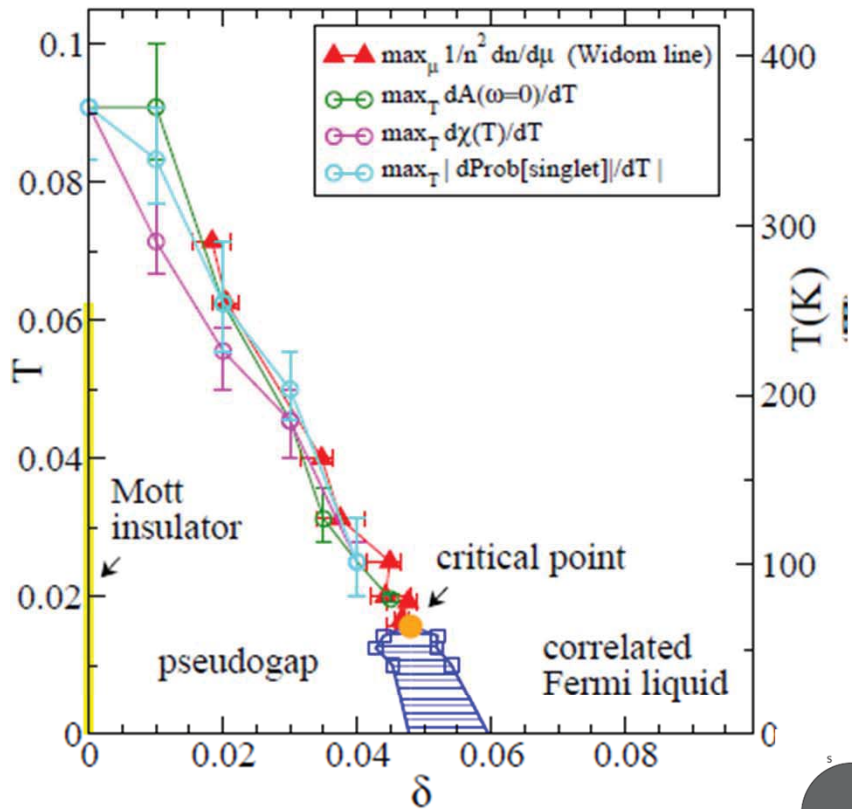 0.1
0.08
0.06
0.04
0.02
0
T
400
300
200
100
0
T(K)
max_μ 1/n² dn/dμ (Widom line)
max_T dA(ω=0)/dT
max_T dχ(T)/dT
max_T | dProb[singlet]|/dT |
Mott
insulator
critical point
pseudogap
correlated
Fermi liquid
0 0.02 0.04 0.06 0.08
δ
s